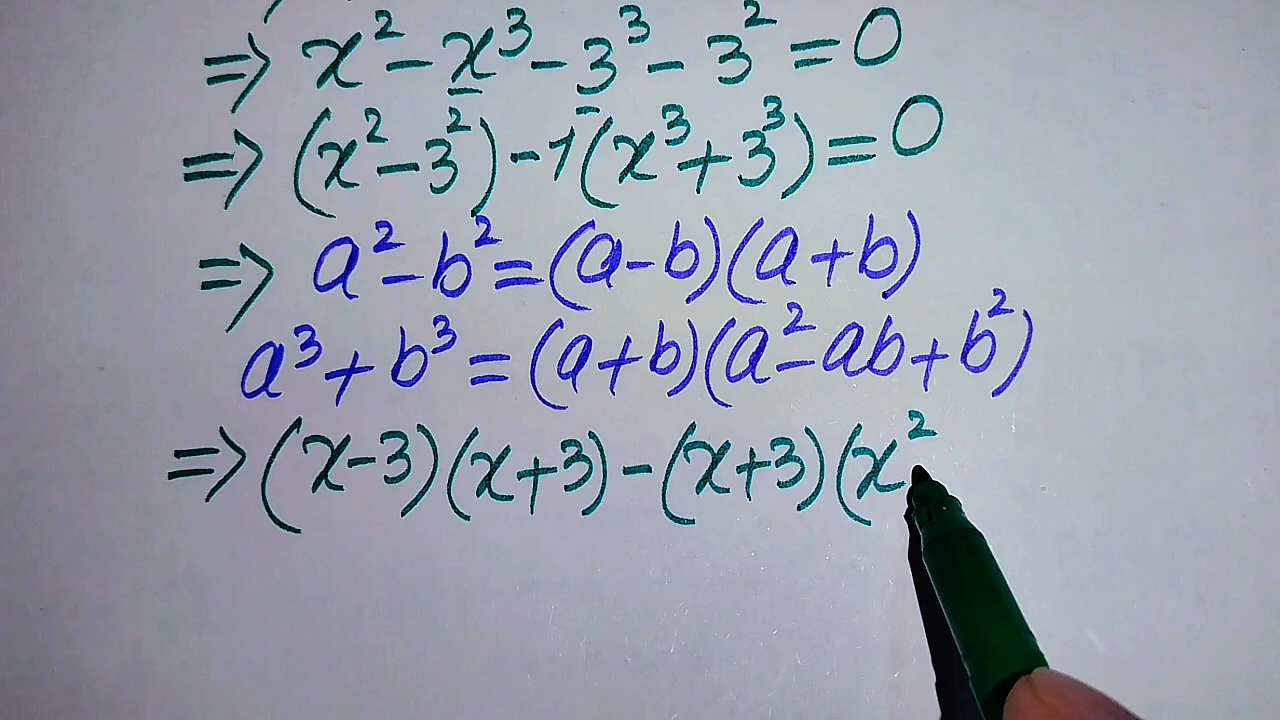 ⇒ x² - x³ - 3³ - 3² = 0
⇒ (x² - 3²) - 1(x³ + 3³) = 0
⇒ a² - b² = (a - b)(a + b)
a³ + b³ = (a + b)(a² - ab + b²)
⇒ (x - 3)(x + 3) - (x + 3)(x²